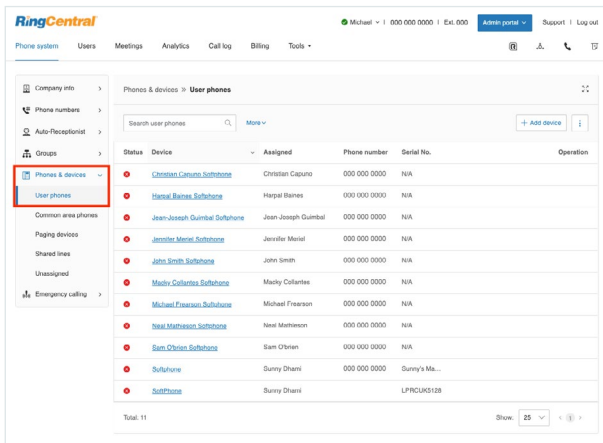 RingCentral
Michael | 000 000 0000 | Ext. 000 Admin portal Support | Log out
Phone system Users Meetings Analytics Call log Billing Tools
Company info
Phone numbers
Auto-Receptionist
Groups
Phones & devices
User phones
Common area phones
Paging devices
Shared lines
Unassigned
Emergency calling
Phones & devices » User phones
Search user phones More + Add device
Status Device Assigned Phone number Serial No. Operation
Christian Capuno Softphone Christian Capuno 000 000 0000 N/A
Harpal Baines Softphone Harpal Baines 000 000 0000 N/A
Jean-Joseph Guimbal Softphone Jean-Joseph Guimbal 000 000 0000 N/A
Jennifer Meriel Softphone Jennifer Meriel 000 000 0000 N/A
John Smith Softphone John Smith 000 000 0000 N/A
Macky Collantes Softphone Macky Collantes 000 000 0000 N/A
Michael Frearson Softphone Michael Frearson 000 000 0000 N/A
Neal Mathieson Softphone Neal Mathieson 000 000 0000 N/A
Sam O'brien Softphone Sam O'brien 000 000 0000 N/A
Softphone Sunny Dhami 000 000 0000 Sunny's Ma...
SoftPhone Sunny Dhami LPRCUK5128
Total. 11 Show. 25 1